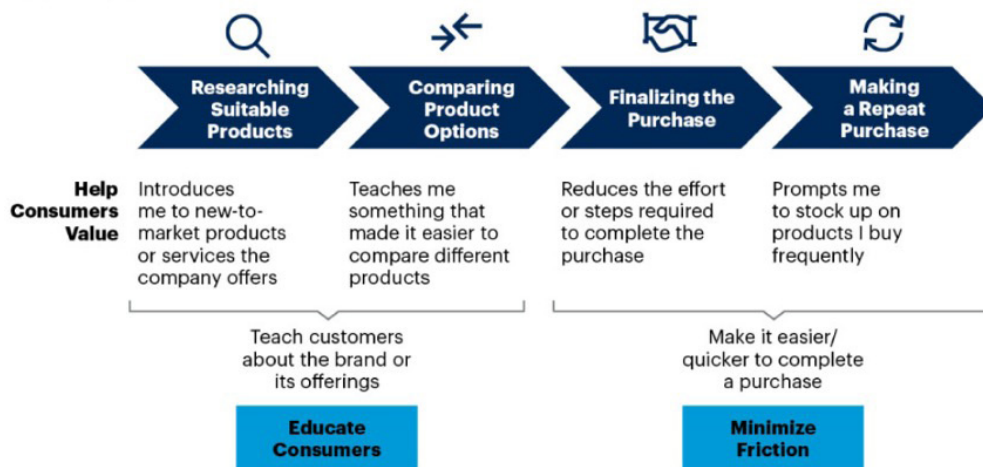 Researching
Suitable
Products
Comparing
Product
Options
Finalizing the
Purchase
Making
a Repeat
Purchase
Help
Consumers
Value
Introduces
me to new-to-
market products
or services the
company offers
Teaches me
something that
made it easier to
compare different
products
Reduces the effort
or steps required
to complete the
purchase
Prompts me
to stock up on
products I buy
frequently
Teach customers
about the brand or
its offerings
Make it easier/
quicker to complete
a purchase
Educate
Consumers
Minimize
Friction